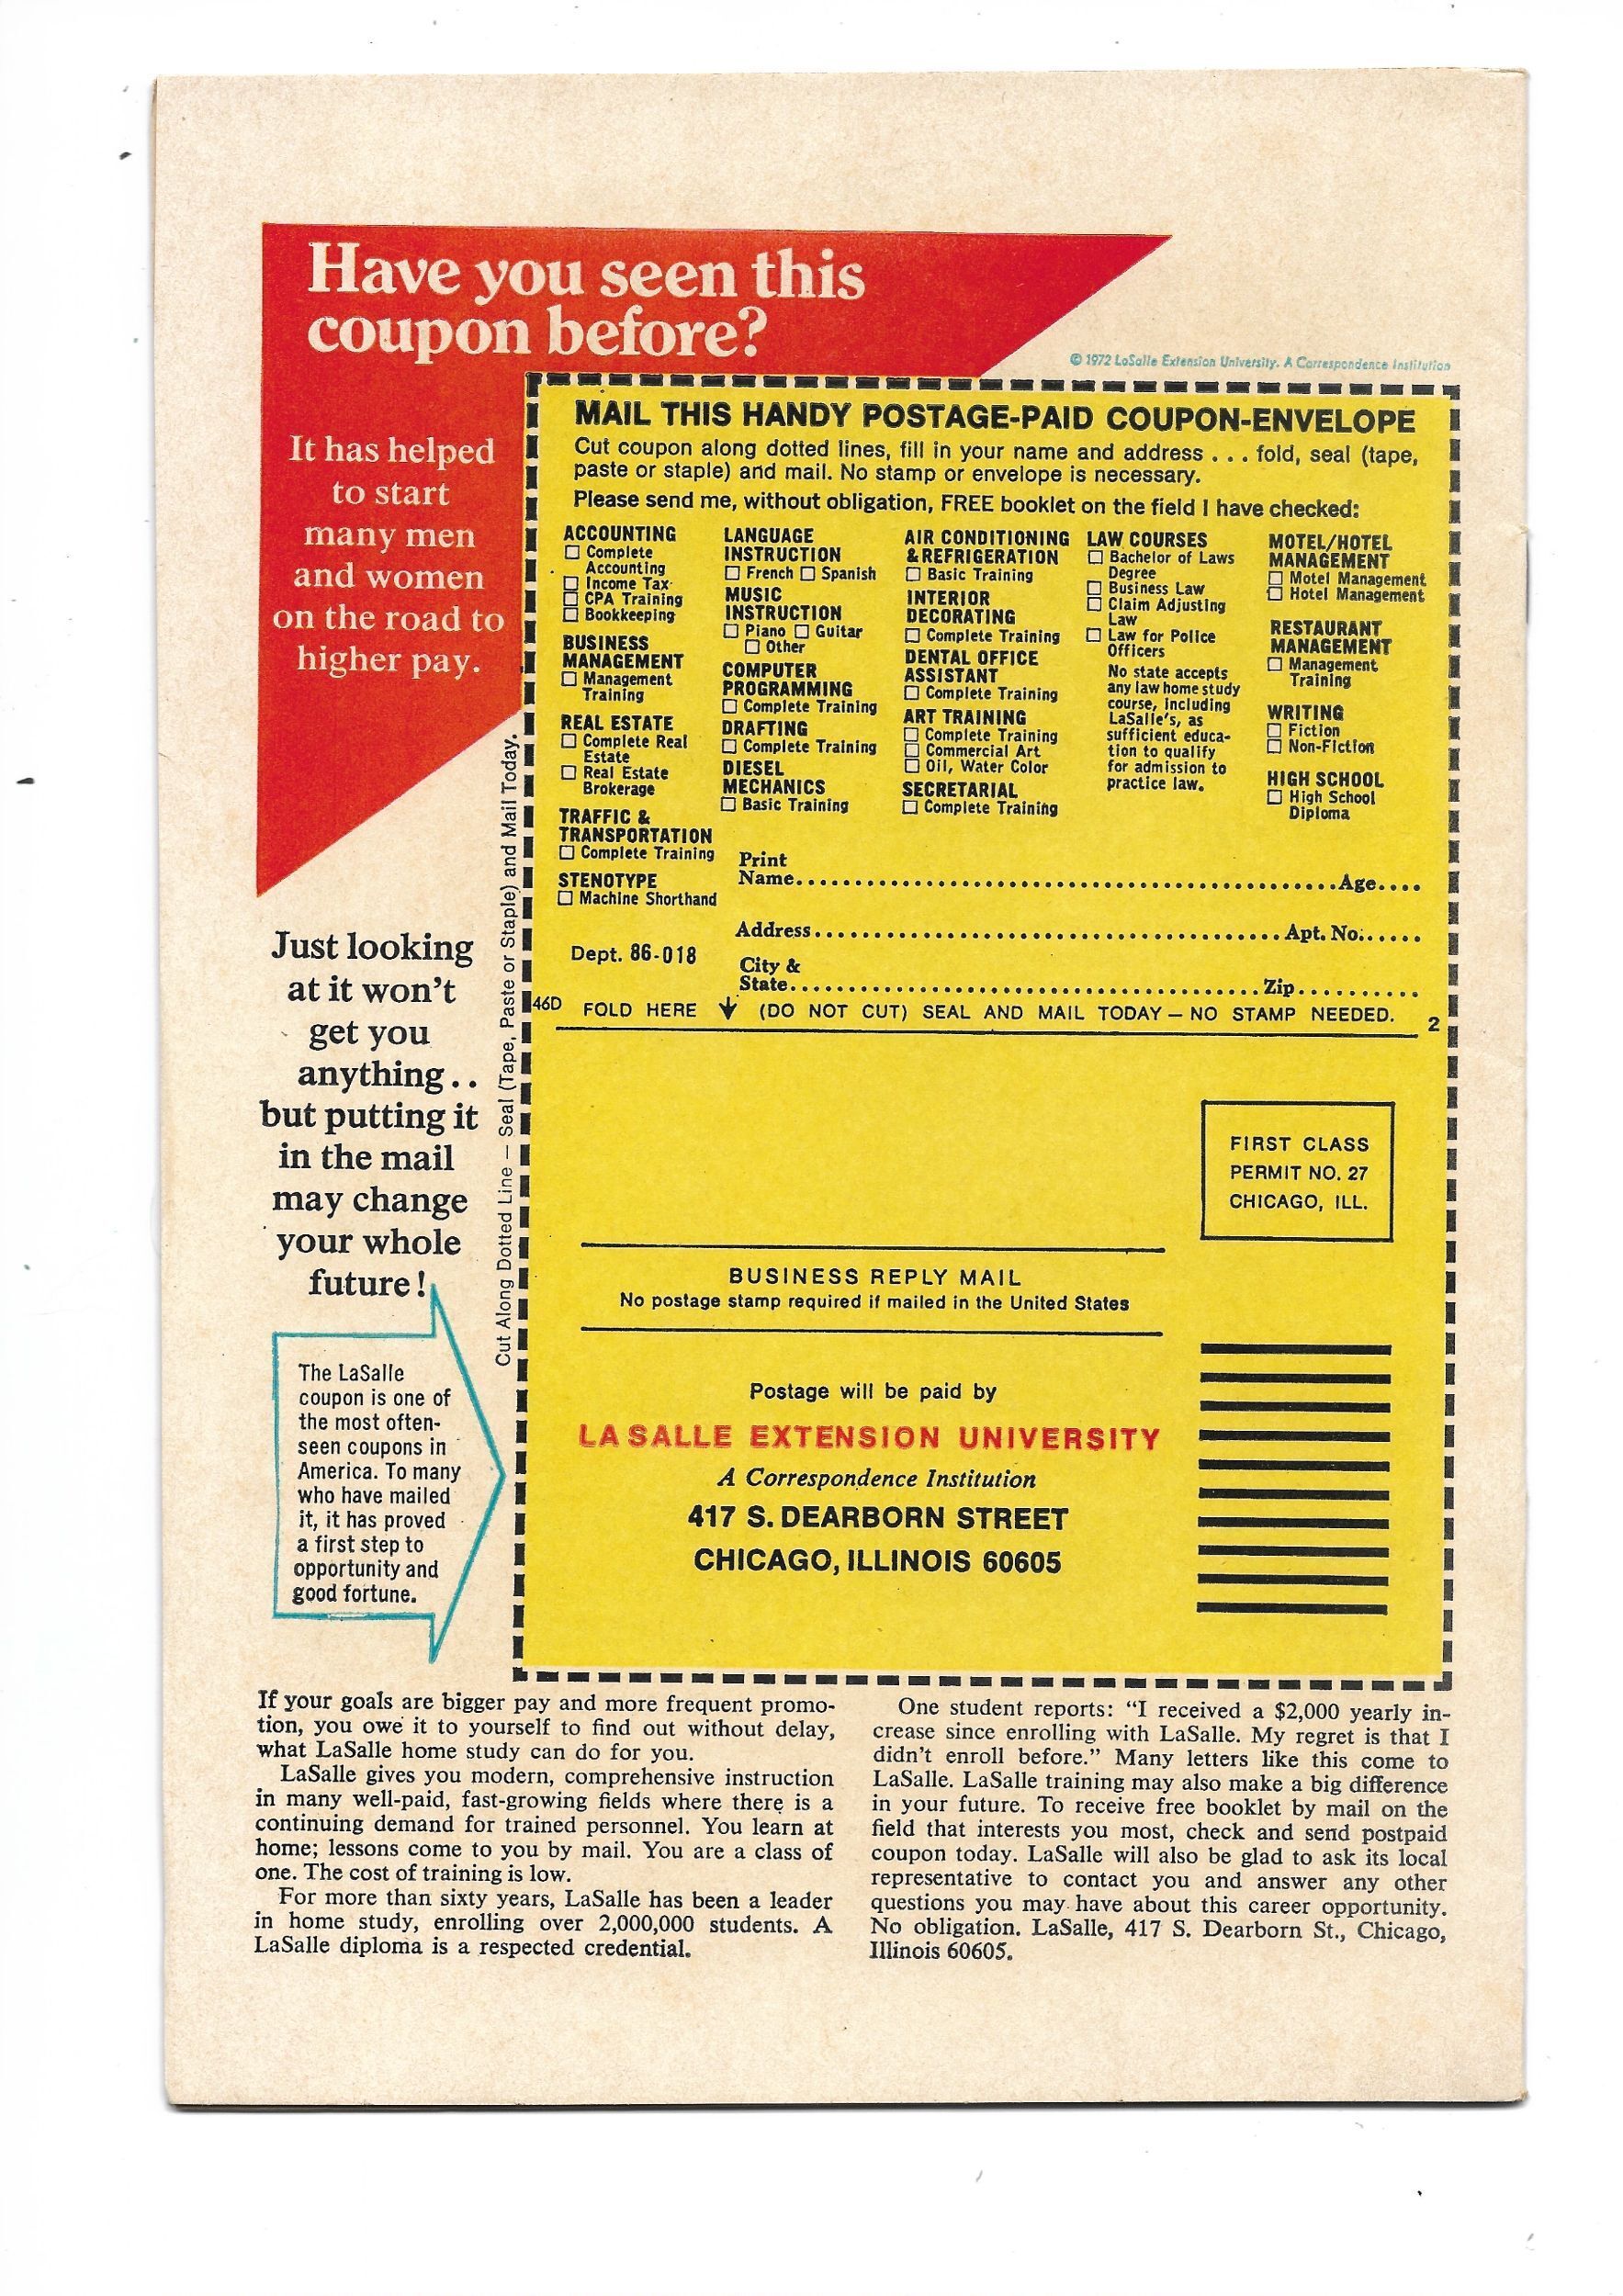 Have you seen this
coupon before?
© 1972 LaSalle Extension University. A Correspondence Institution
It has helped
to start
many men
and women
on the road to
higher pay.
Just looking
at it won't
get you
anything..
but putting it
in the mail
may change
your whole
future!
The LaSalle
coupon is one of
the most often-
seen coupons in
America. To many
who have mailed
it, it has proved
a first step to
opportunity and
good fortune.
Cut Along Dotted Line — Seal (Tape, Paste or Staple) and Mail Today.
MAIL THIS HANDY POSTAGE-PAID COUPON-ENVELOPE
Cut coupon along dotted lines, fill in your name and address . . . fold, seal (tape,
paste or staple) and mail. No stamp or envelope is necessary.
Please send me, without obligation, FREE booklet on the field I have checked:
ACCOUNTING
☐ Complete
Accounting
☐ Income Tax
☐ CPA Training
☐ Bookkeeping
BUSINESS
MANAGEMENT
☐ Management
Training
REAL ESTATE
☐ Complete Real
Estate
☐ Real Estate
Brokerage
TRAFFIC &
TRANSPORTATION
☐ Complete Training
STENOTYPE
☐ Machine Shorthand
LANGUAGE
INSTRUCTION
☐ French ☐ Spanish
MUSIC
INSTRUCTION
☐ Piano ☐ Guitar
☐ Other
COMPUTER
PROGRAMMING
☐ Complete Training
DRAFTING
☐ Complete Training
DIESEL
MECHANICS
☐ Basic Training
AIR CONDITIONING
& REFRIGERATION
☐ Basic Training
INTERIOR
DECORATING
☐ Complete Training
DENTAL OFFICE
ASSISTANT
☐ Complete Training
ART TRAINING
☐ Complete Training
☐ Commercial Art
☐ Oil, Water Color
SECRETARIAL
☐ Complete Training
LAW COURSES
☐ Bachelor of Laws
Degree
☐ Business Law
☐ Claim Adjusting
Law
☐ Law for Police
Officers
No state accepts
any law home study
course, including
LaSalle's, as
sufficient educa-
tion to qualify
for admission to
practice law.
MOTEL/HOTEL
MANAGEMENT
☐ Motel Management
☐ Hotel Management
RESTAURANT
MANAGEMENT
☐ Management
Training
WRITING
☐ Fiction
☐ Non-Fiction
HIGH SCHOOL
☐ High School
Diploma
Print
Name.......... Age....
Address.......... Apt. No.......
Dept. 86-018
City &
State.......... Zip..........
46D FOLD HERE ↓ (DO NOT CUT) SEAL AND MAIL TODAY — NO STAMP NEEDED. 2
FIRST CLASS
PERMIT NO. 27
CHICAGO, ILL.
BUSINESS REPLY MAIL
No postage stamp required if mailed in the United States
Postage will be paid by
LA SALLE EXTENSION UNIVERSITY
A Correspondence Institution
417 S. DEARBORN STREET
CHICAGO, ILLINOIS 60605
If your goals are bigger pay and more frequent promo-
tion, you owe it to yourself to find out without delay,
what LaSalle home study can do for you.
LaSalle gives you modern, comprehensive instruction
in many well-paid, fast-growing fields where there is a
continuing demand for trained personnel. You learn at
home; lessons come to you by mail. You are a class of
one. The cost of training is low.
For more than sixty years, LaSalle has been a leader
in home study, enrolling over 2,000,000 students. A
LaSalle diploma is a respected credential.
One student reports: "I received a $2,000 yearly in-
crease since enrolling with LaSalle. My regret is that I
didn't enroll before." Many letters like this come to
LaSalle. LaSalle training may also make a big difference
in your future. To receive free booklet by mail on the
field that interests you most, check and send postpaid
coupon today. LaSalle will also be glad to ask its local
representative to contact you and answer any other
questions you may have about this career opportunity.
No obligation. LaSalle, 417 S. Dearborn St., Chicago,
Illinois 60605.